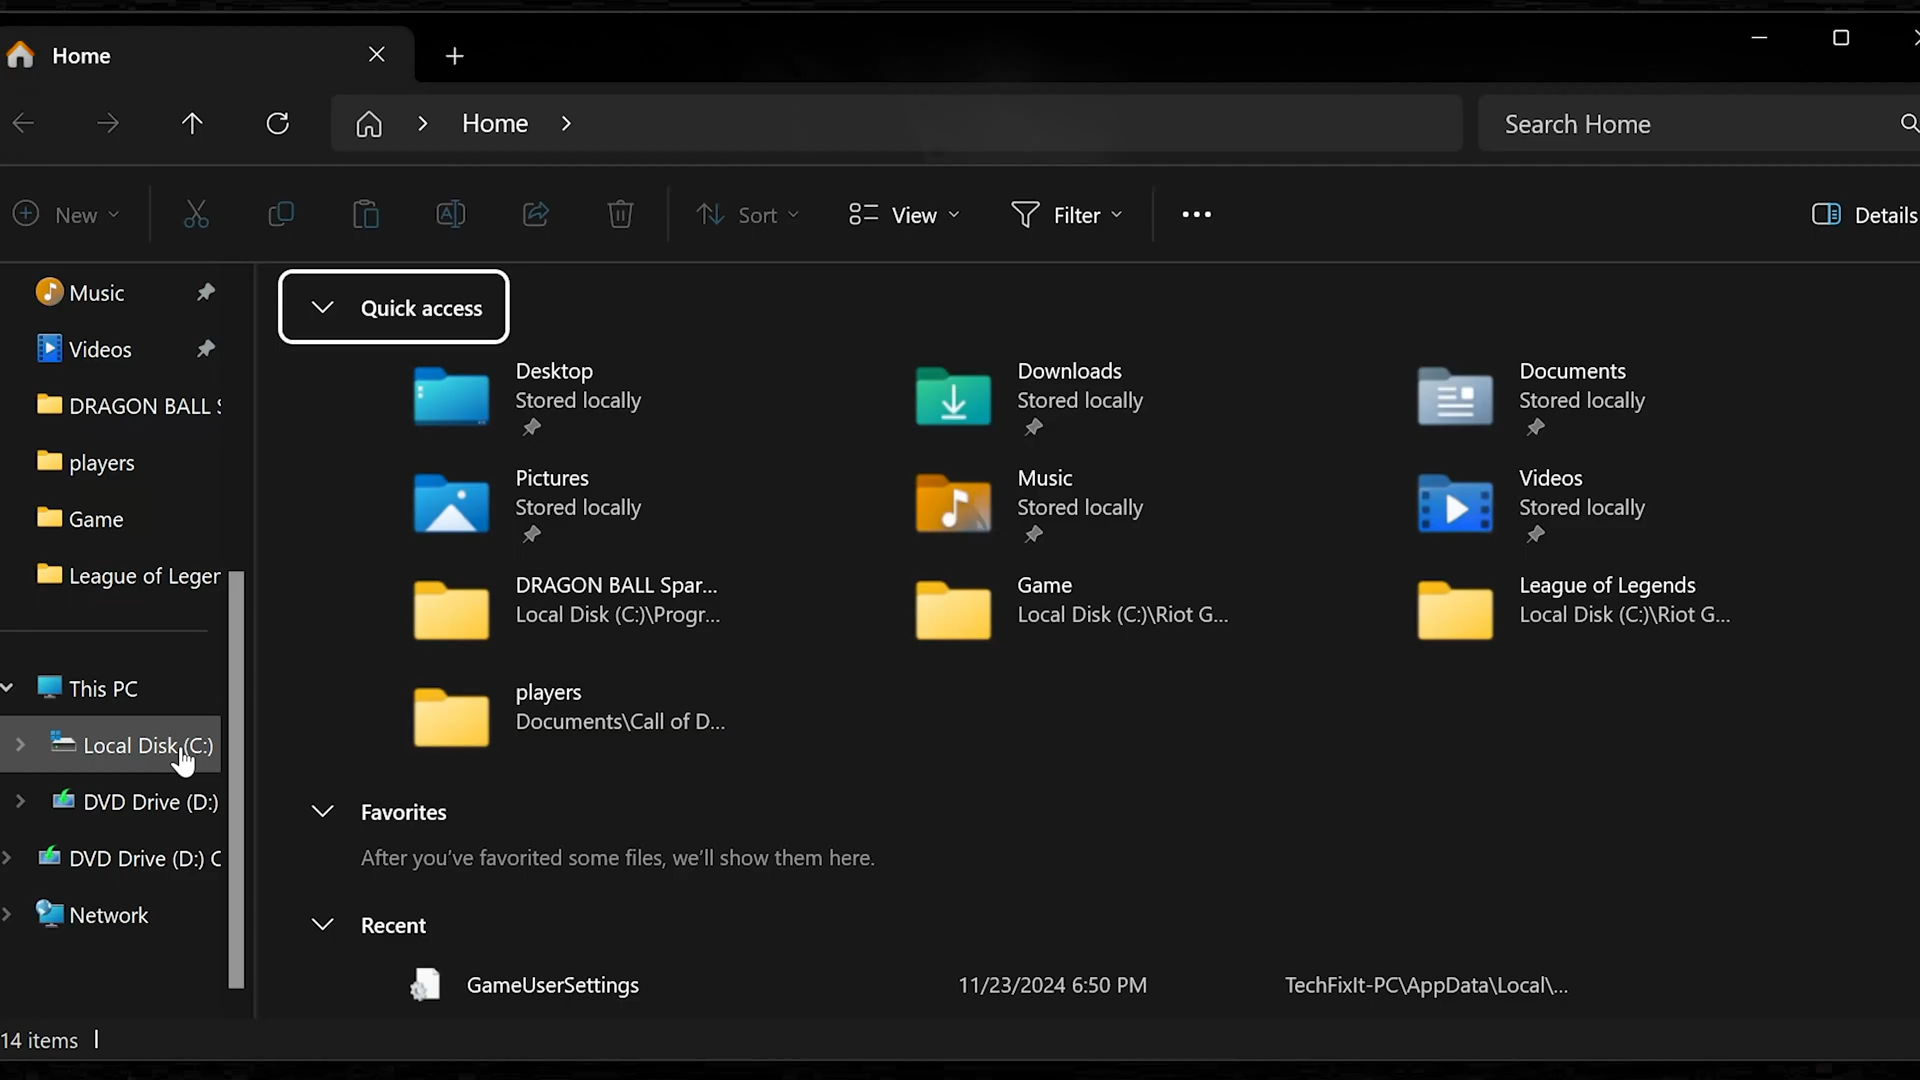 Home
Home
Search Home
New
Sort
View
Filter
Details
Music
Videos
DRAGON BALL S
players
Game
League of Leger
This PC
Local Disk (C:)
DVD Drive (D:)
DVD Drive (D:) C
Network
Quick access
Desktop
Stored locally
Downloads
Stored locally
Documents
Stored locally
Pictures
Stored locally
Music
Stored locally
Videos
Stored locally
DRAGON BALL Spar...
Local Disk (C:)\Progr...
Game
Local Disk (C:)\Riot G...
League of Legends
Local Disk (C:)\Riot G...
players
Documents\Call of D...
Favorites
After you've favorited some files, we'll show them here.
Recent
GameUserSettings 11/23/2024 6:50 PM TechFixIt-PC\AppData\Local\...
14 items